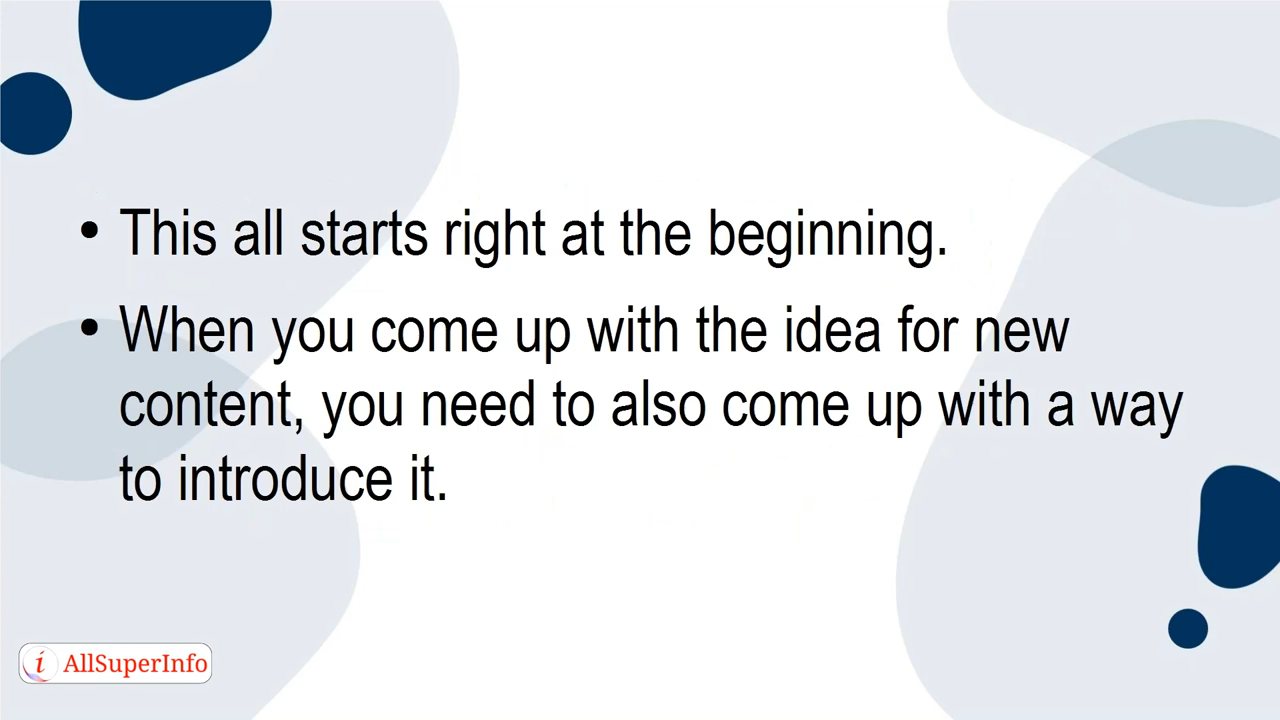 • This all starts right at the beginning.
• When you come up with the idea for new
content, you need to also come up with a way
to introduce it.
i AllSuperInfo